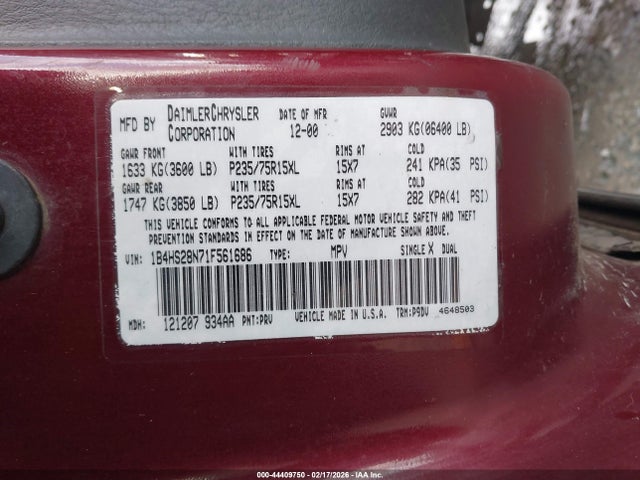 MFD BY DAIMLERCHRYSLER CORPORATION DATE OF MFR 12-00 GVWR 2903 KG(06400 LB)
GAWR FRONT WITH TIRES RIMS AT COLD
1633 KG(3600 LB) P235/75R15XL 15X7 241 KPA(35 PSI)
GAWR REAR WITH TIRES RIMS AT COLD
1747 KG(3850 LB) P235/75R15XL 15X7 282 KPA(41 PSI)
THIS VEHICLE CONFORMS TO ALL APPLICABLE FEDERAL MOTOR VEHICLE SAFETY AND THEFT
PREVENTION STANDARDS IN EFFECT ON THE DATE OF MANUFACTURE SHOWN ABOVE.
VIN: 1B4HS28N71F561686 TYPE: MPV SINGLE X DUAL
MDH: 121207 934AA PNT:PRV VEHICLE MADE IN U.S.A. TRM:P9DV 4648503
000-44409750 - 02/17/2026 - IAAI.COM